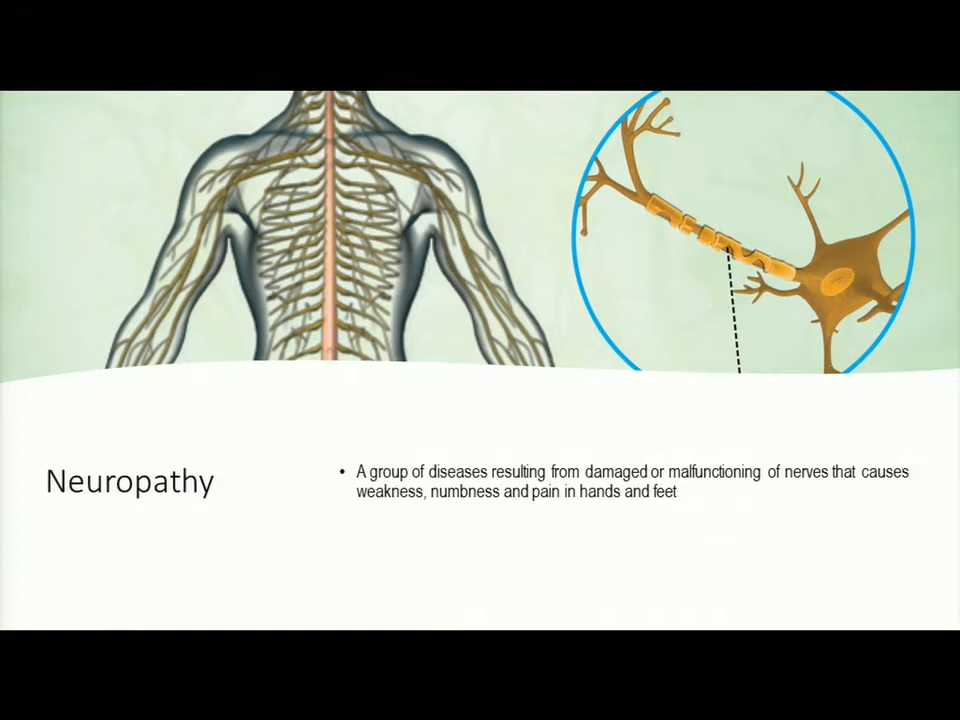 Neuropathy
• A group of diseases resulting from damaged or malfunctioning of nerves that causes
weakness, numbness and pain in hands and feet